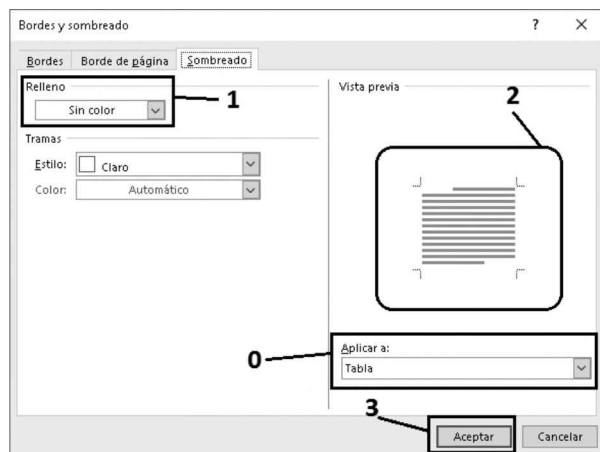 Bordes y sombreado ? ×
Bordes Borde de página Sombreado
Relleno
Sin color
1
Tramas
Estilo: Claro
Color: Automático
Vista previa
2
0
Aplicar a:
Tabla
3
Aceptar Cancelar